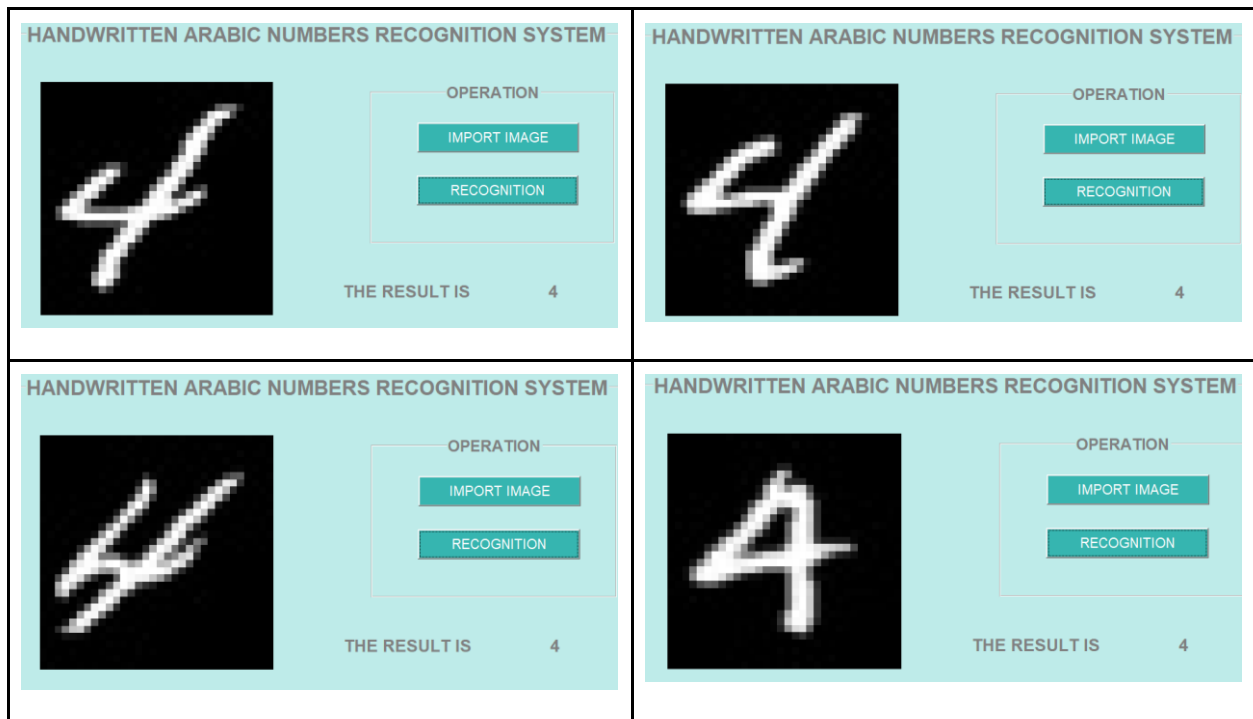 HANDWRITTEN ARABIC NUMBERS RECOGNITION SYSTEM
4
OPERATION
IMPORT IMAGE
RECOGNITION
THE RESULT IS 4
HANDWRITTEN ARABIC NUMBERS RECOGNITION SYSTEM
4
OPERATION
IMPORT IMAGE
RECOGNITION
THE RESULT IS 4
HANDWRITTEN ARABIC NUMBERS RECOGNITION SYSTEM
4
OPERATION
IMPORT IMAGE
RECOGNITION
THE RESULT IS 4
HANDWRITTEN ARABIC NUMBERS RECOGNITION SYSTEM
4
OPERATION
IMPORT IMAGE
RECOGNITION
THE RESULT IS 4